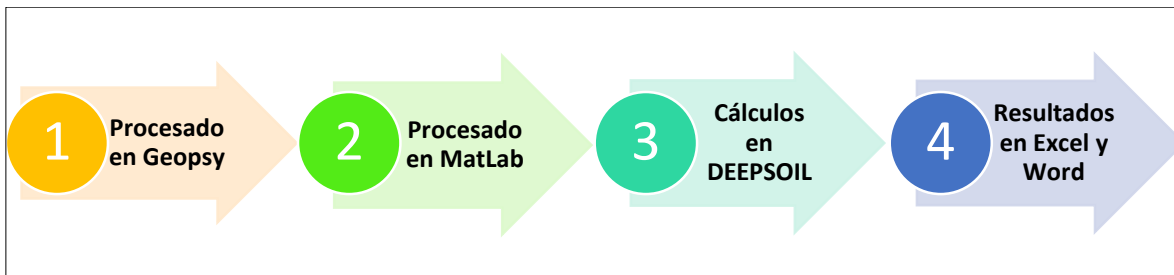 1
Procesado
en Geopsy
2
Procesado
en MatLab
3
Cálculos
en
DEEPSOIL
4
Resultados
en Excel y
Word